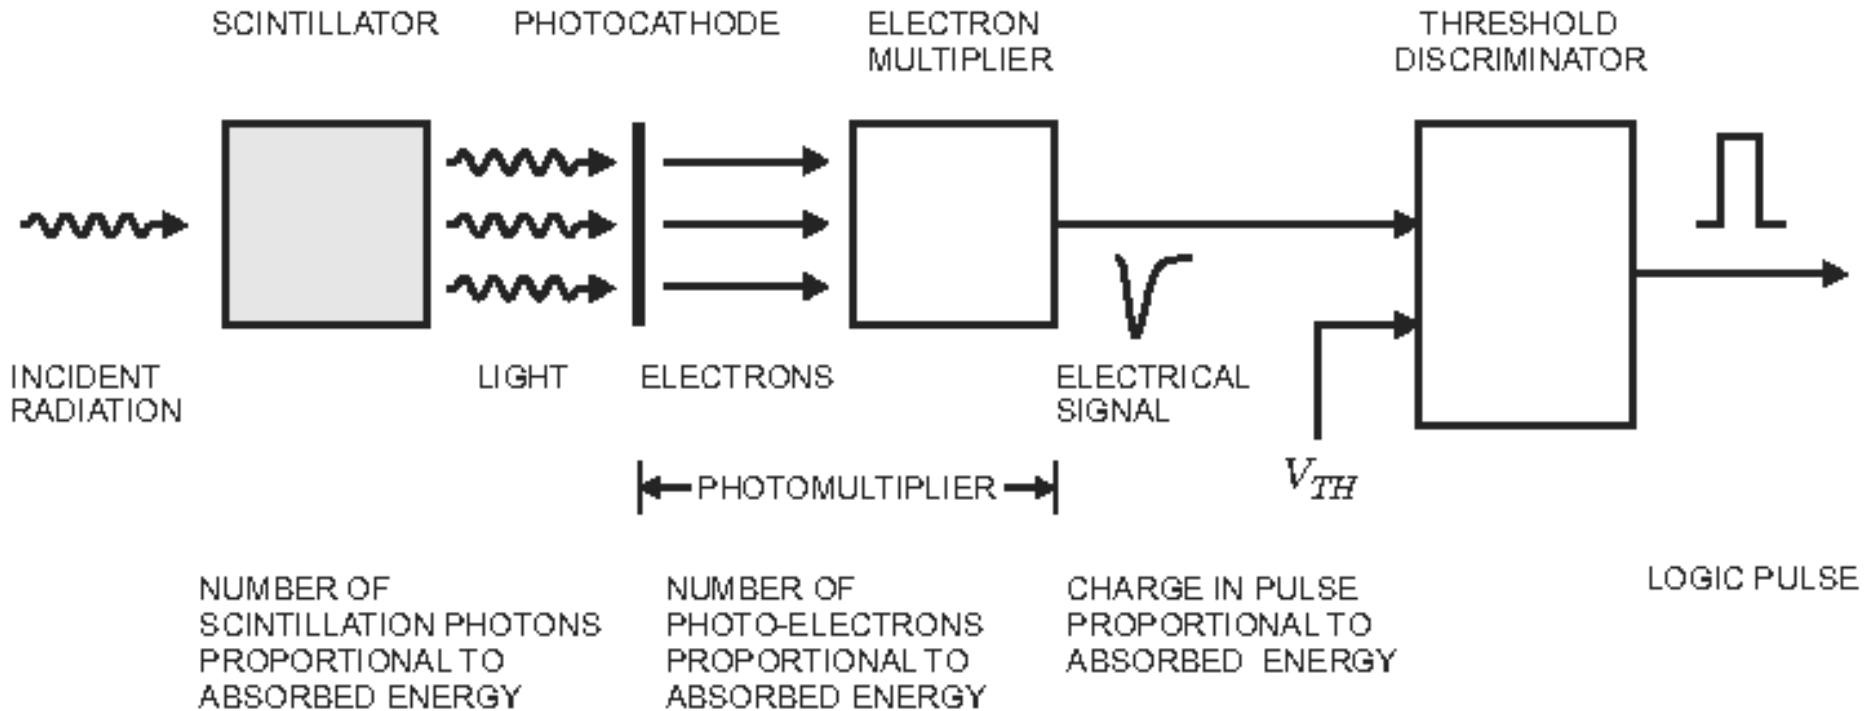 SCINTILLATOR
PHOTOCATHODE
ELECTRON
MULTIPLIER
THRESHOLD
DISCRIMINATOR
INCIDENT
RADIATION
LIGHT
ELECTRONS
ELECTRICAL
SIGNAL
V_TH
PHOTOMULTIPLIER
NUMBER OF
SCINTILLATION PHOTONS
PROPORTIONAL TO
ABSORBED ENERGY
NUMBER OF
PHOTO-ELECTRONS
PROPORTIONAL TO
ABSORBED ENERGY
CHARGE IN PULSE
PROPORTIONAL TO
ABSORBED ENERGY
LOGIC PULSE